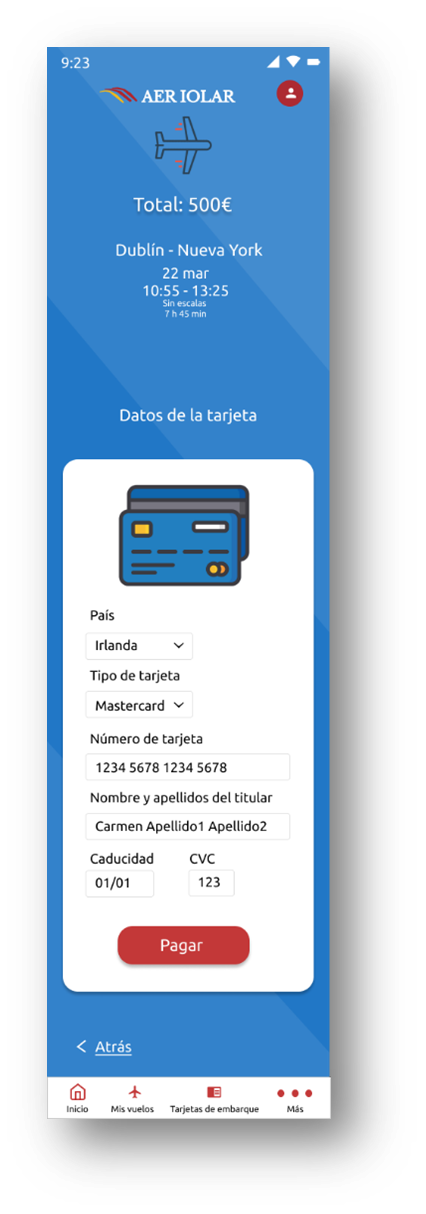 9:23
AER IOLAR
Total: 500€
Dublín - Nueva York
22 mar
10:55 - 13:25
Sin escalas
7 h 45 min
Datos de la tarjeta
País
Irlanda
Tipo de tarjeta
Mastercard
Número de tarjeta
1234 5678 1234 5678
Nombre y apellidos del titular
Carmen Apellido1 Apellido2
Caducidad CVC
01/01 123
Pagar
< Atrás
Inicio Mis vuelos Tarjetas de embarque Más